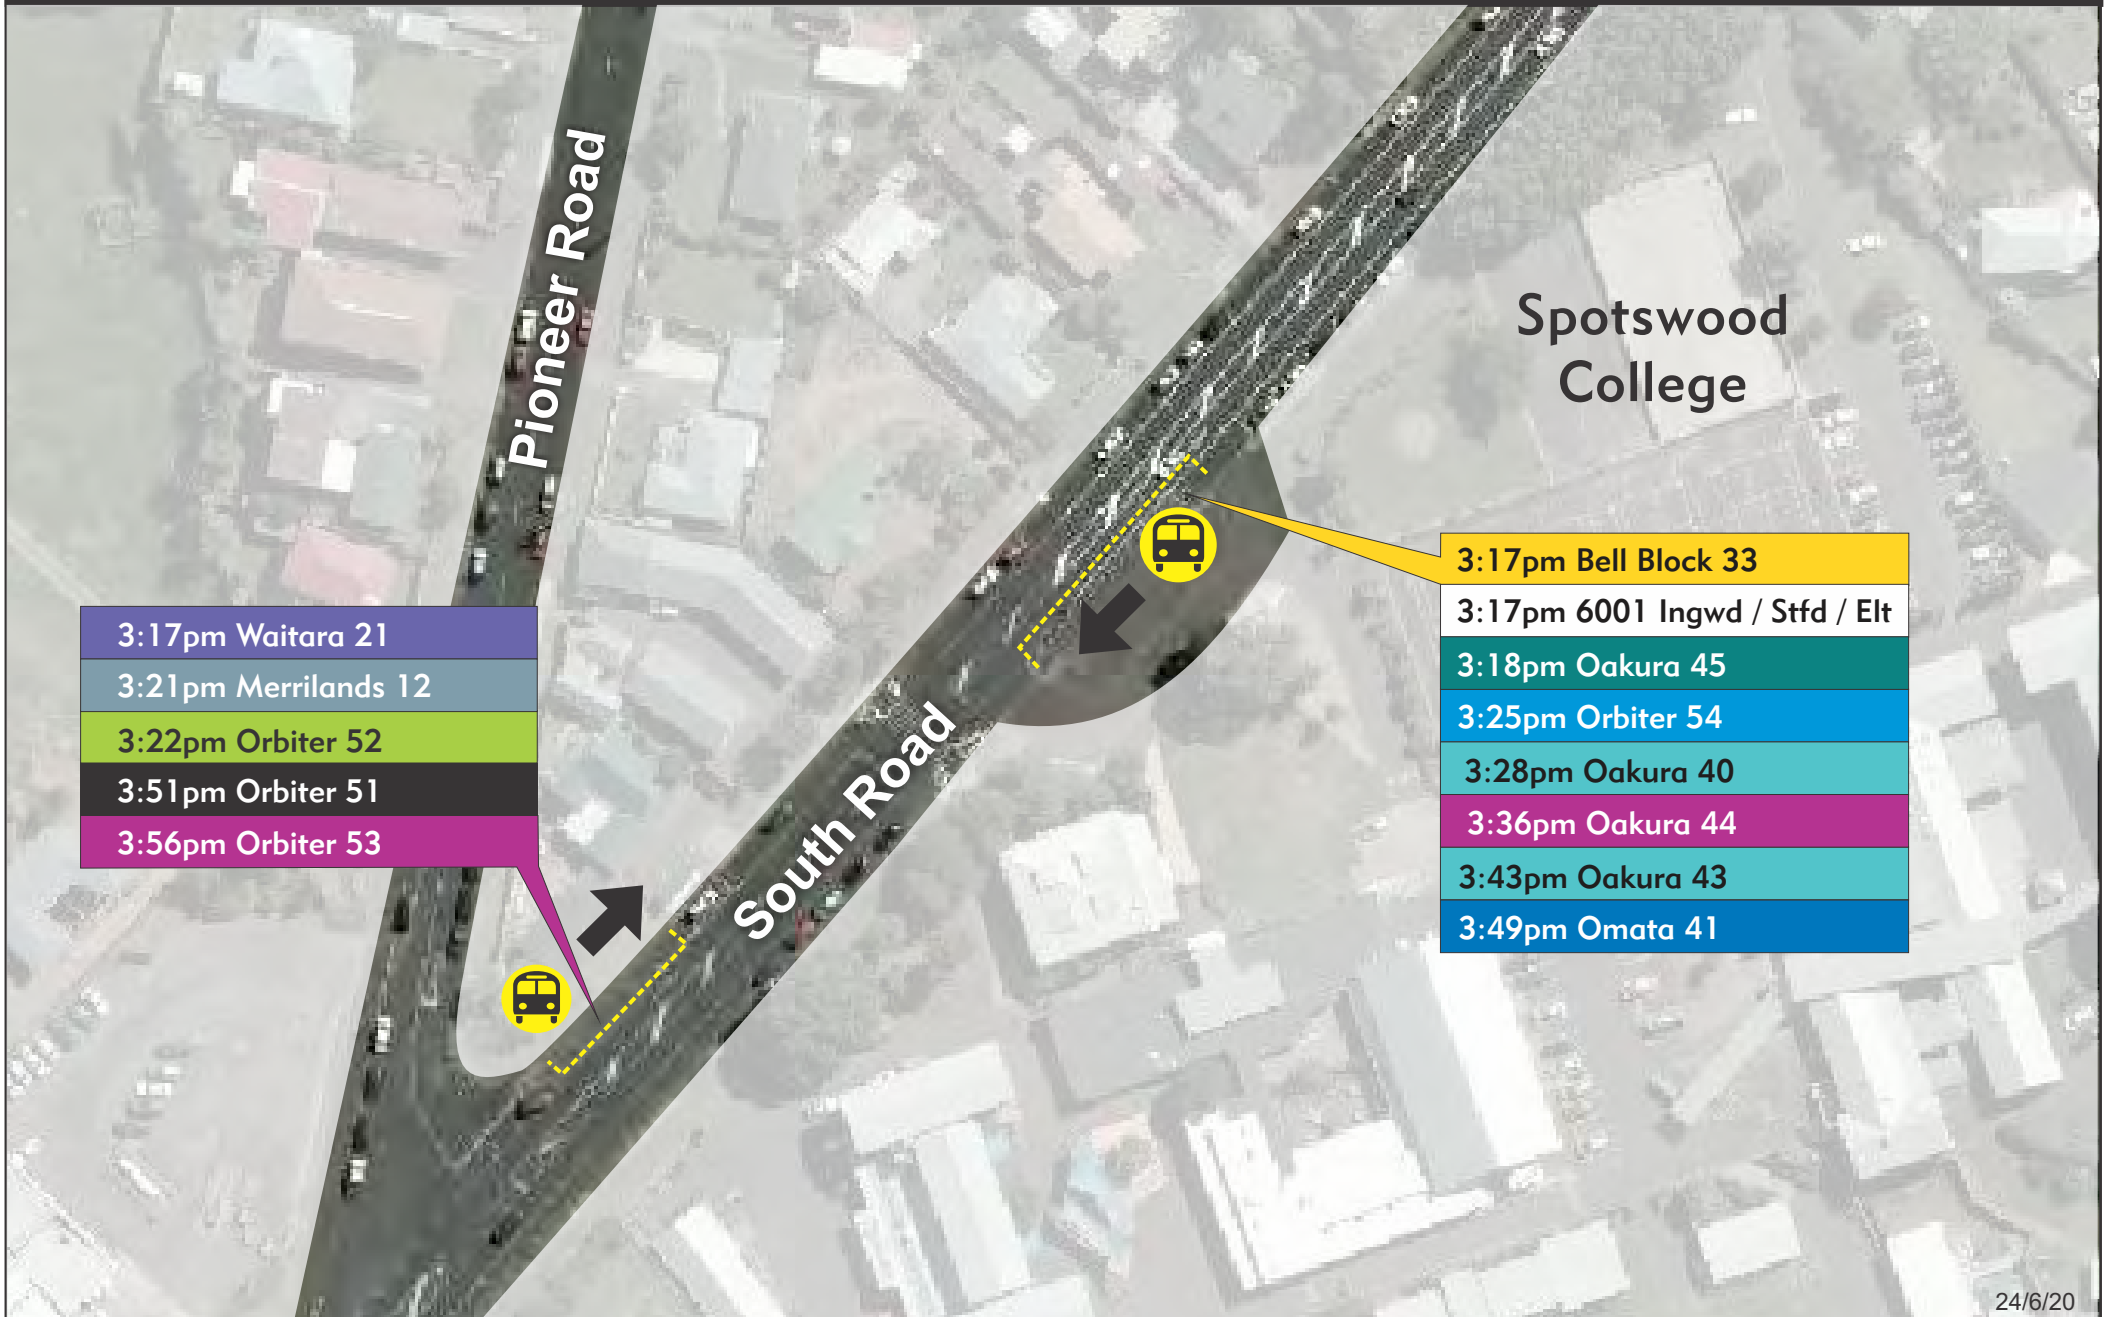 Pioneer Road
Spotswood
College
3:17pm Bell Block 33
3:17pm 6001 Ingwd / Stfd / Elt
3:18pm Oakura 45
3:25pm Orbiter 54
3:28pm Oakura 40
3:36pm Oakura 44
3:43pm Oakura 43
3:49pm Omata 41
3:17pm Waitara 21
3:21pm Merrilands 12
3:22pm Orbiter 52
3:51pm Orbiter 51
3:56pm Orbiter 53
South Road
24/6/20